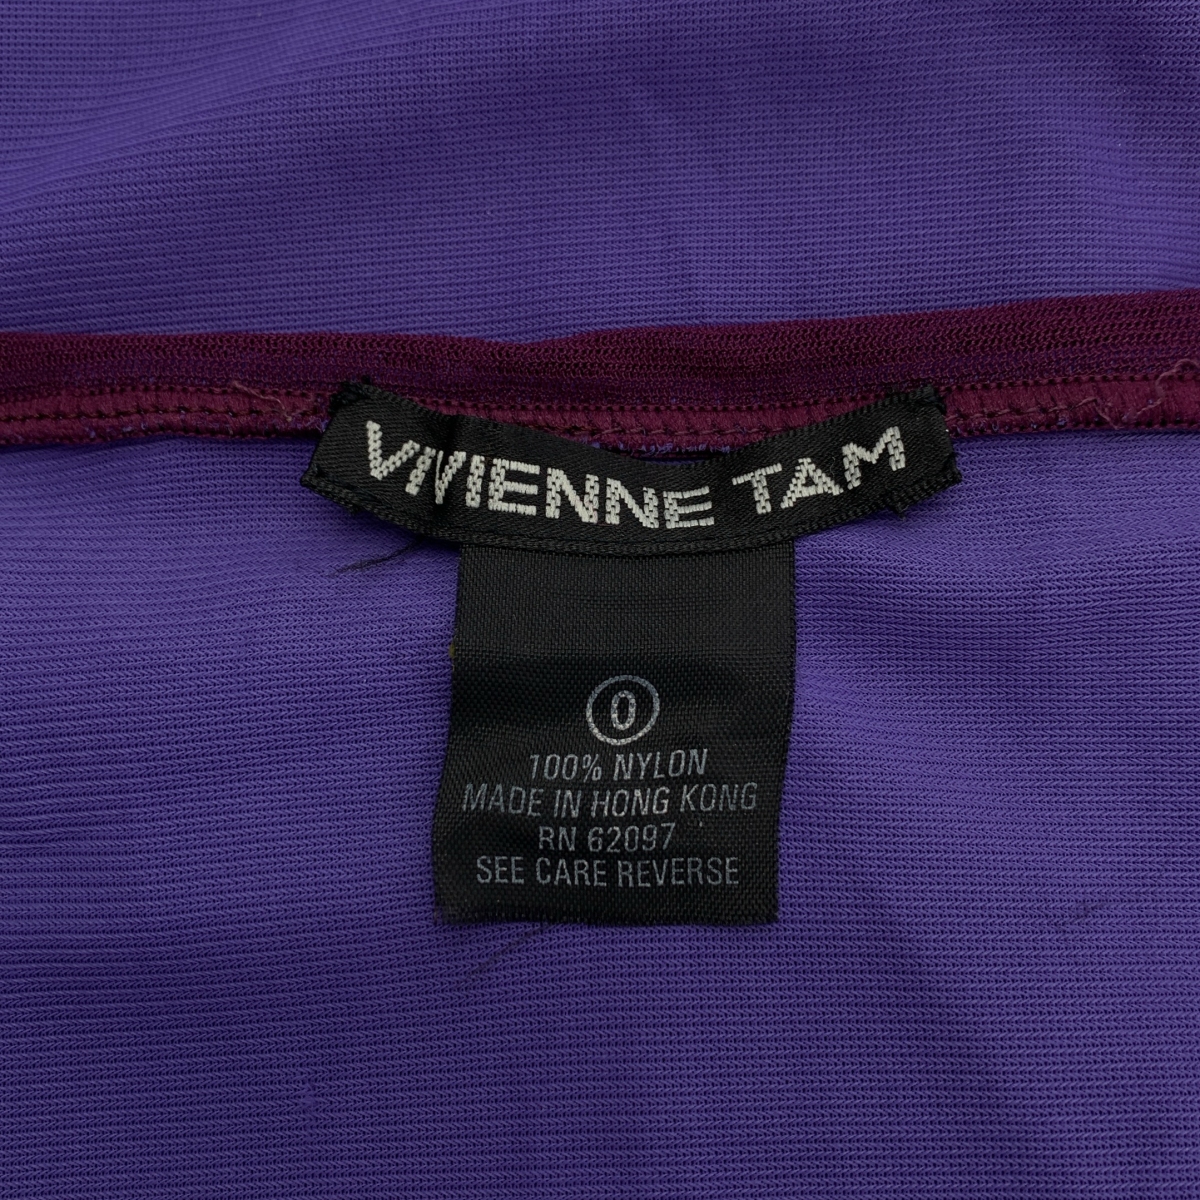 VIVIENNE TAM
0
100% NYLON
MADE IN HONG KONG
RN 62097
SEE CARE REVERSE